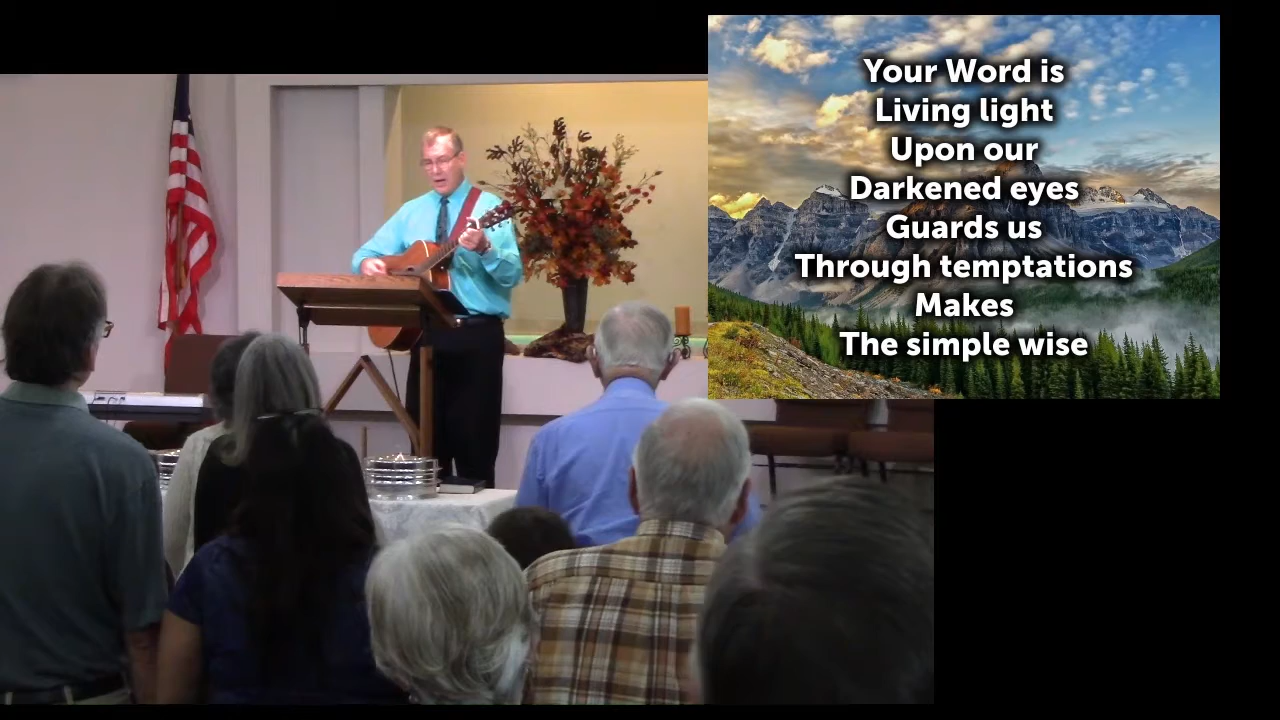 Your Word is
Living light
Upon our
Darkened eyes
Guards us
Through temptations
Makes
The simple wise